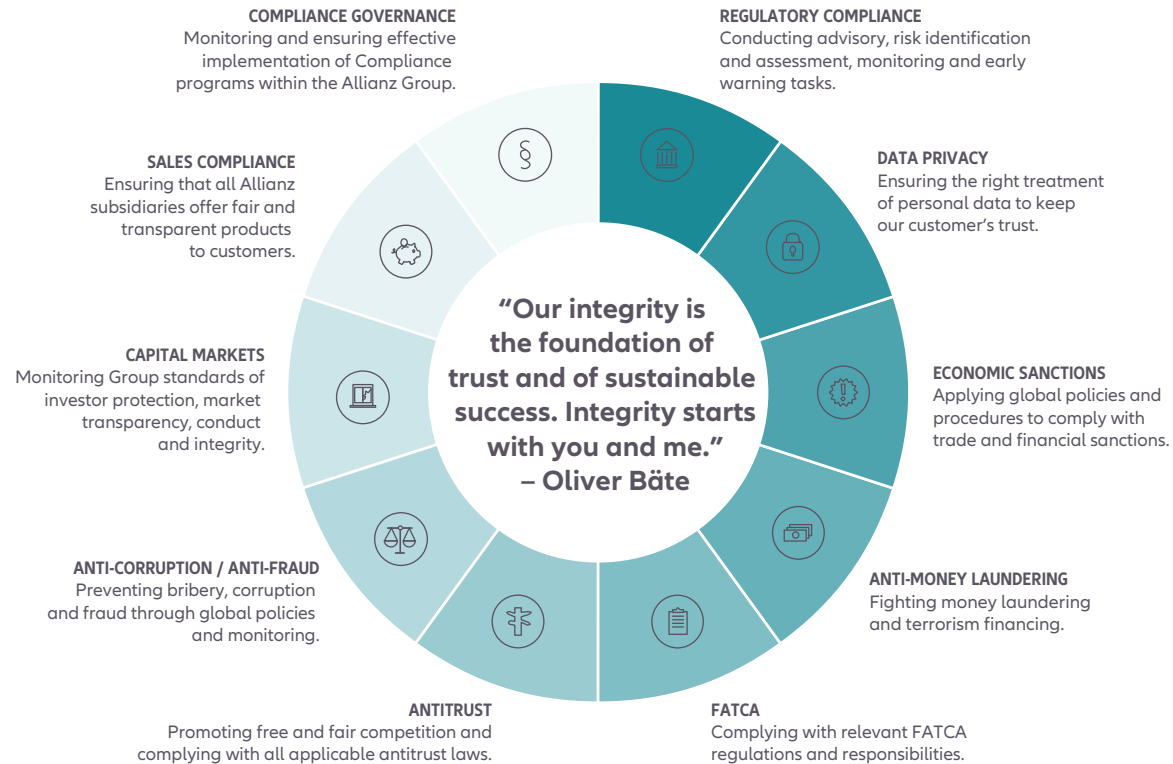 COMPLIANCE GOVERNANCE
Monitoring and ensuring effective
implementation of Compliance
programs within the Allianz Group.
REGULATORY COMPLIANCE
Conducting advisory, risk identification
and assessment, monitoring and early
warning tasks.
SALES COMPLIANCE
Ensuring that all Allianz
subsidiaries offer fair and
transparent products
to customers.
DATA PRIVACY
Ensuring the right treatment
of personal data to keep
our customer’s trust.
“Our integrity is
the foundation of
trust and of sustainable
success. Integrity starts
with you and me.”
– Oliver Bäte
CAPITAL MARKETS
Monitoring Group standards of
investor protection, market
transparency, conduct
and integrity.
ECONOMIC SANCTIONS
Applying global policies and
procedures to comply with
trade and financial sanctions.
ANTI-CORRUPTION / ANTI-FRAUD
Preventing bribery, corruption
and fraud through global policies
and monitoring.
ANTI-MONEY LAUNDERING
Fighting money laundering
and terrorism financing.
ANTITRUST
Promoting free and fair competition and
complying with all applicable antitrust laws.
FATCA
Complying with relevant FATCA
regulations and responsibilities.